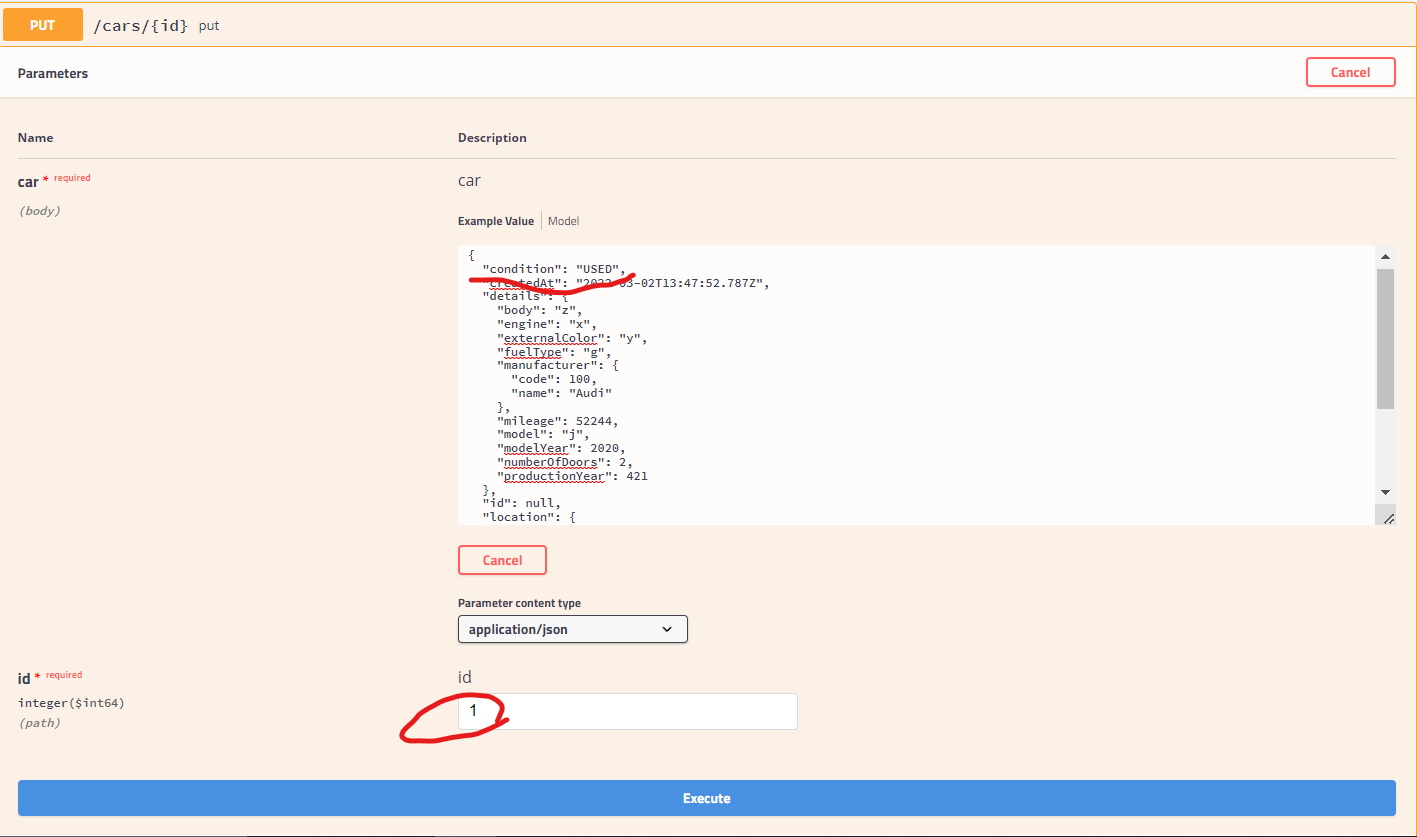 PUT /cars/{id} put
Parameters
Cancel
Name Description
car * required car
(body)
Example Value Model
{
"condition": "USED",
"createdAt": "2022-03-02T13:47:52.787Z",
"details": {
"body": "z",
"engine": "x",
"externalColor": "y",
"fuelType": "g",
"manufacturer": {
"code": 100,
"name": "Audi"
},
"mileage": 52244,
"model": "j",
"modelYear": 2020,
"numberOfDoors": 2,
"productionYear": 421
},
"id": null,
"location": {
Cancel
Parameter content type
application/json
id * required id
integer($int64)
(path)
1
Execute